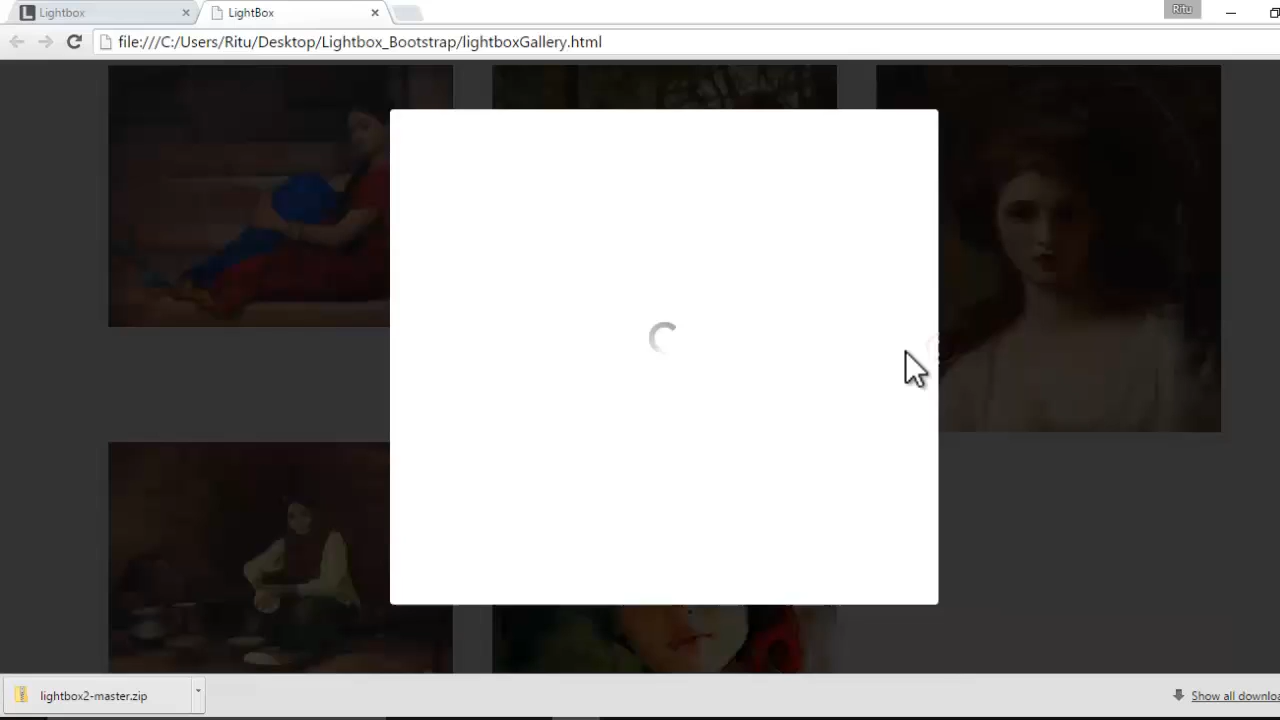 Lightbox
LightBox
Ritu
file:///C:/Users/Ritu/Desktop/Lightbox_Bootstrap/lightboxGallery.html
lightbox2-master.zip
Show all downloa